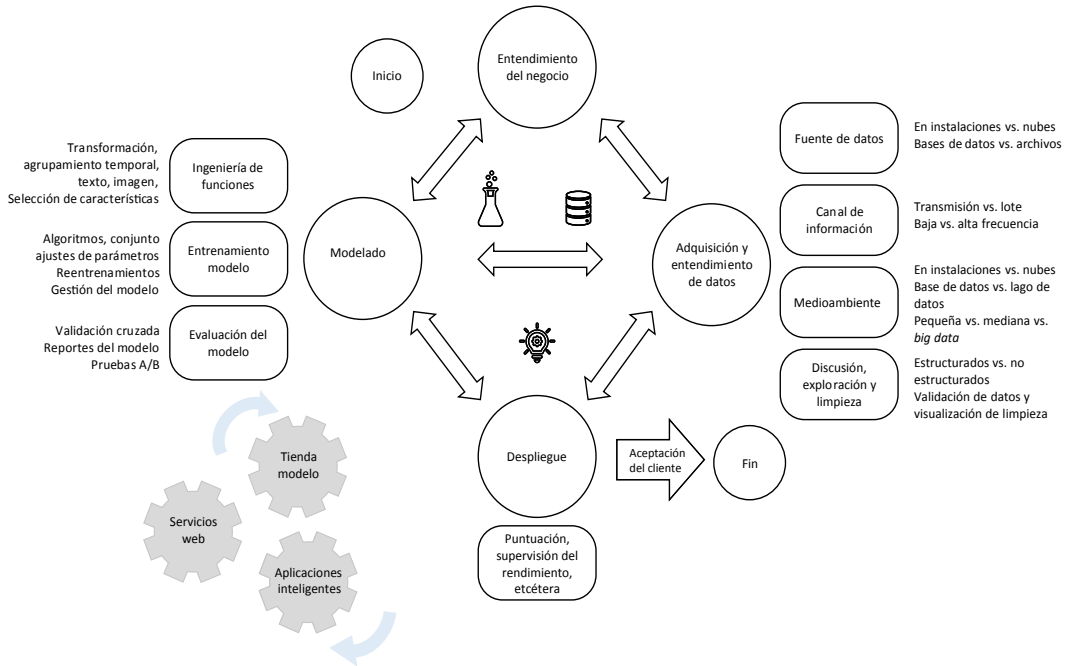 Inicio
Entendimiento
del negocio
Transformación,
agrupamiento temporal,
texto, imagen,
Selección de características
Ingeniería de
funciones
Algoritmos, conjunto
ajustes de parámetros
Reentrenamientos
Gestión del modelo
Entrenamiento
modelo
Validación cruzada
Reportes del modelo
Pruebas A/B
Evaluación del
modelo
Modelado
Adquisición y
entendimiento
de datos
Fuente de datos
En instalaciones vs. nubes
Bases de datos vs. archivos
Canal de
información
Transmisión vs. lote
Baja vs. alta frecuencia
Medioambiente
En instalaciones vs. nubes
Base de datos vs. lago de
datos
Pequeña vs. mediana vs.
big data
Discusión,
exploración y
limpieza
Estructurados vs. no
estructurados
Validación de datos y
visualización de limpieza
Despliegue
Aceptación
del cliente
Fin
Puntuación,
supervisión del
rendimiento,
etcétera
Tienda
modelo
Servicios
web
Aplicaciones
inteligentes